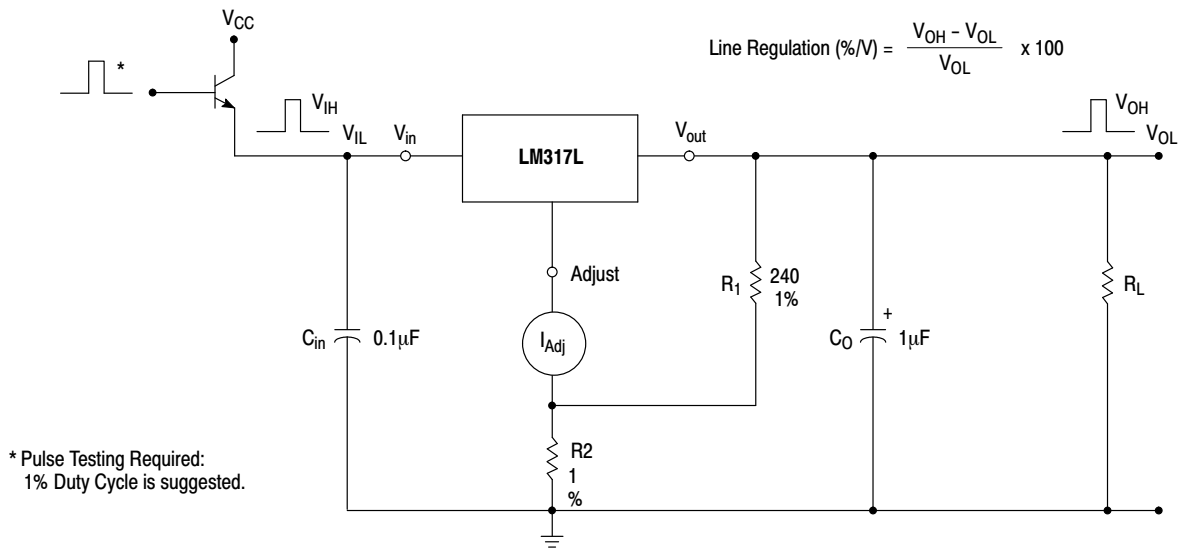 V_CC
Line Regulation (%/V) = V_OH – V_OL / V_OL x 100
*
V_IH
V_IL
V_in
LM317L
V_out
V_OH
V_OL
Adjust
R_1
240
1%
R_L
C_in
0.1µF
I_Adj
+
C_O
1µF
R2
1
%
* Pulse Testing Required:
1% Duty Cycle is suggested.